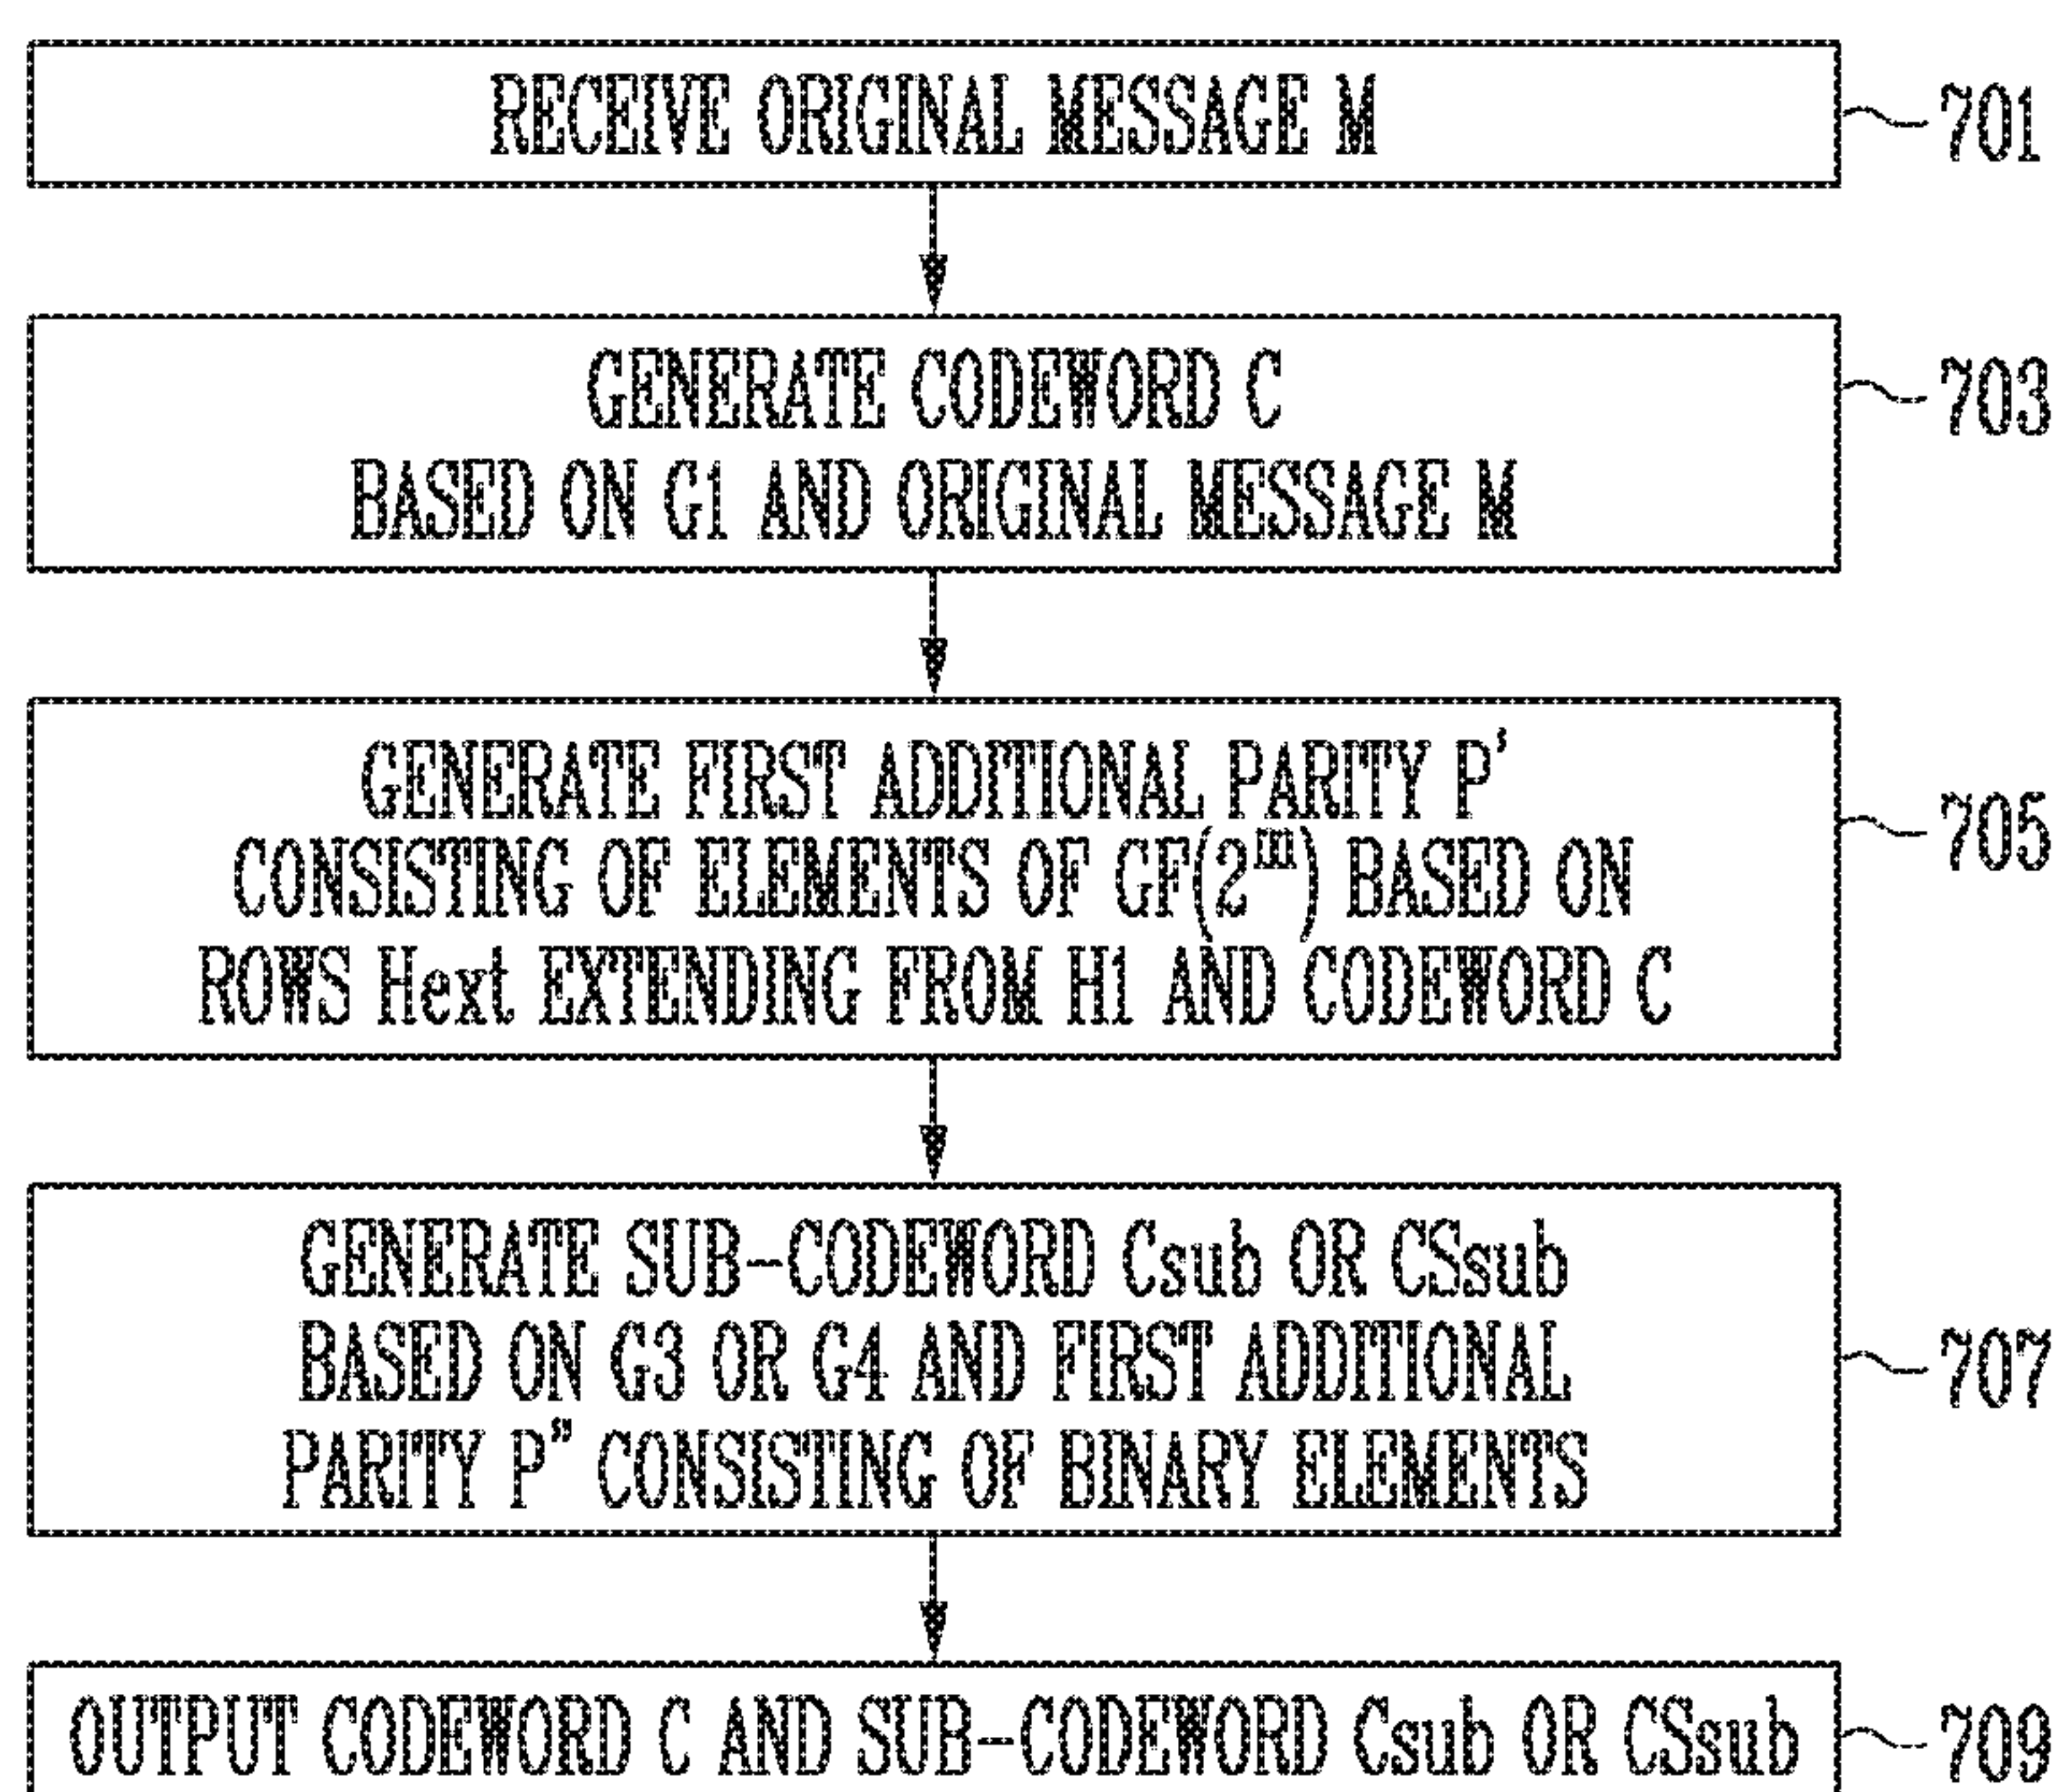 RECEIVE ORIGINAL MESSAGE M
701
GENERATE CODEWORD C
BASED ON G1 AND ORIGINAL MESSAGE M
703
GENERATE FIRST ADDITIONAL PARITY P'
CONSISTING OF ELEMENTS OF GF(2^m) BASED ON
ROWS Hext EXTENDING FROM H1 AND CODEWORD C
705
GENERATE SUB-CODEWORD Csub OR CSsub
BASED ON G3 OR G4 AND FIRST ADDITIONAL
PARITY P" CONSISTING OF BINARY ELEMENTS
707
OUTPUT CODEWORD C AND SUB-CODEWORD Csub OR CSsub
709